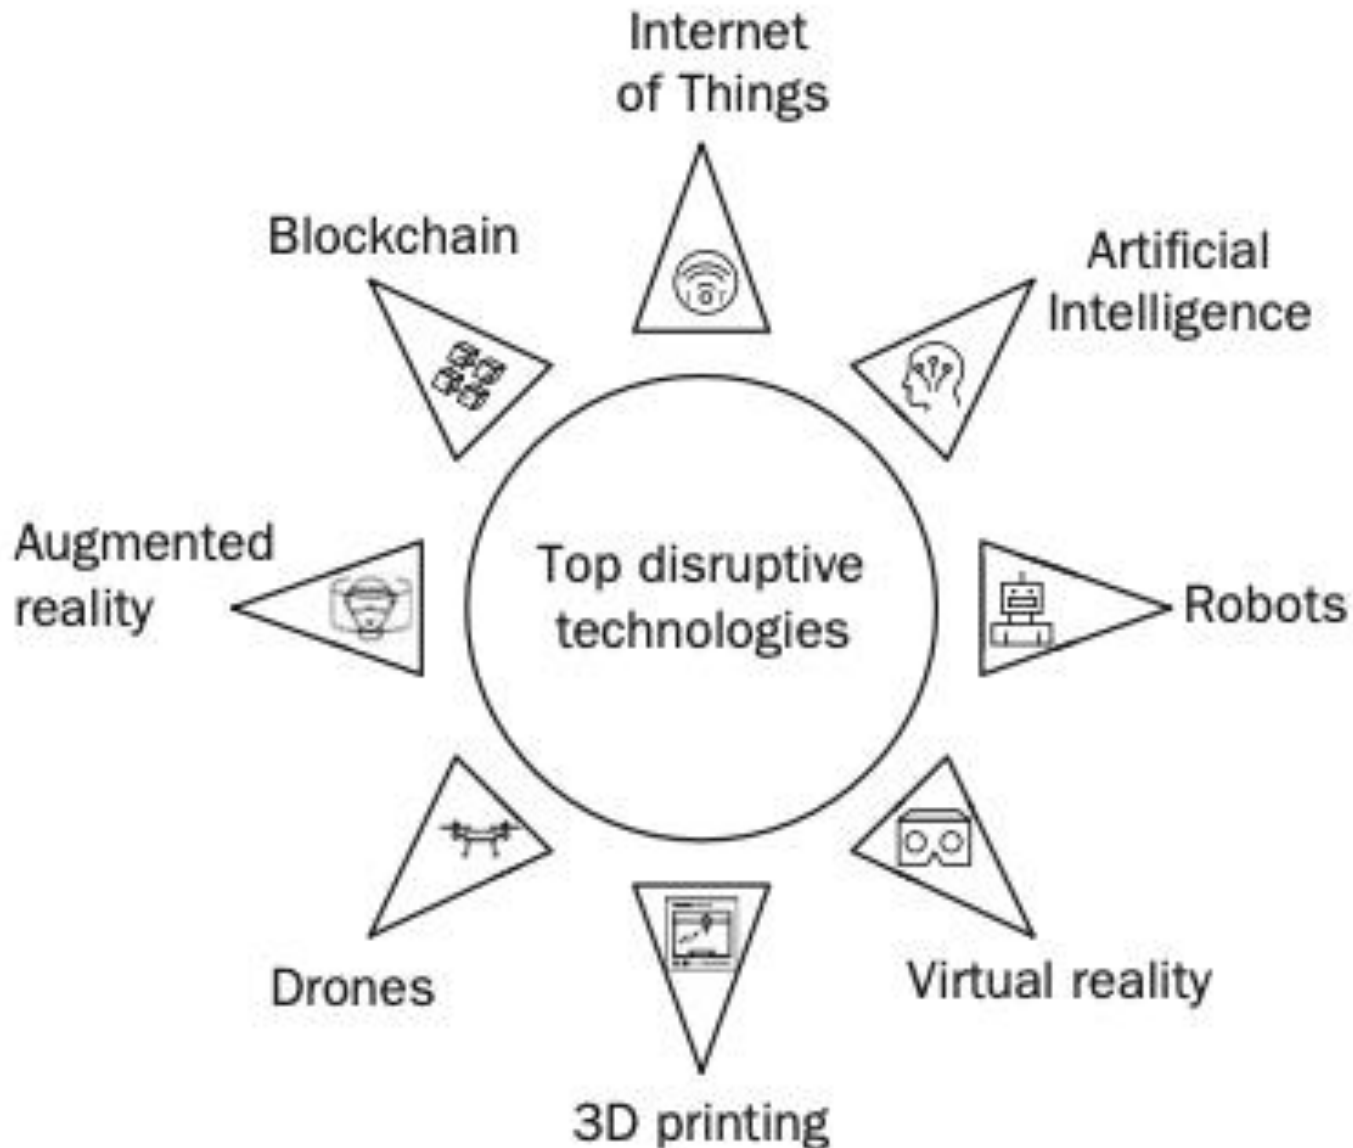 Internet
of Things
Blockchain
Artificial
Intelligence
Augmented
reality
Top disruptive
technologies
Robots
Drones
Virtual reality
3D printing